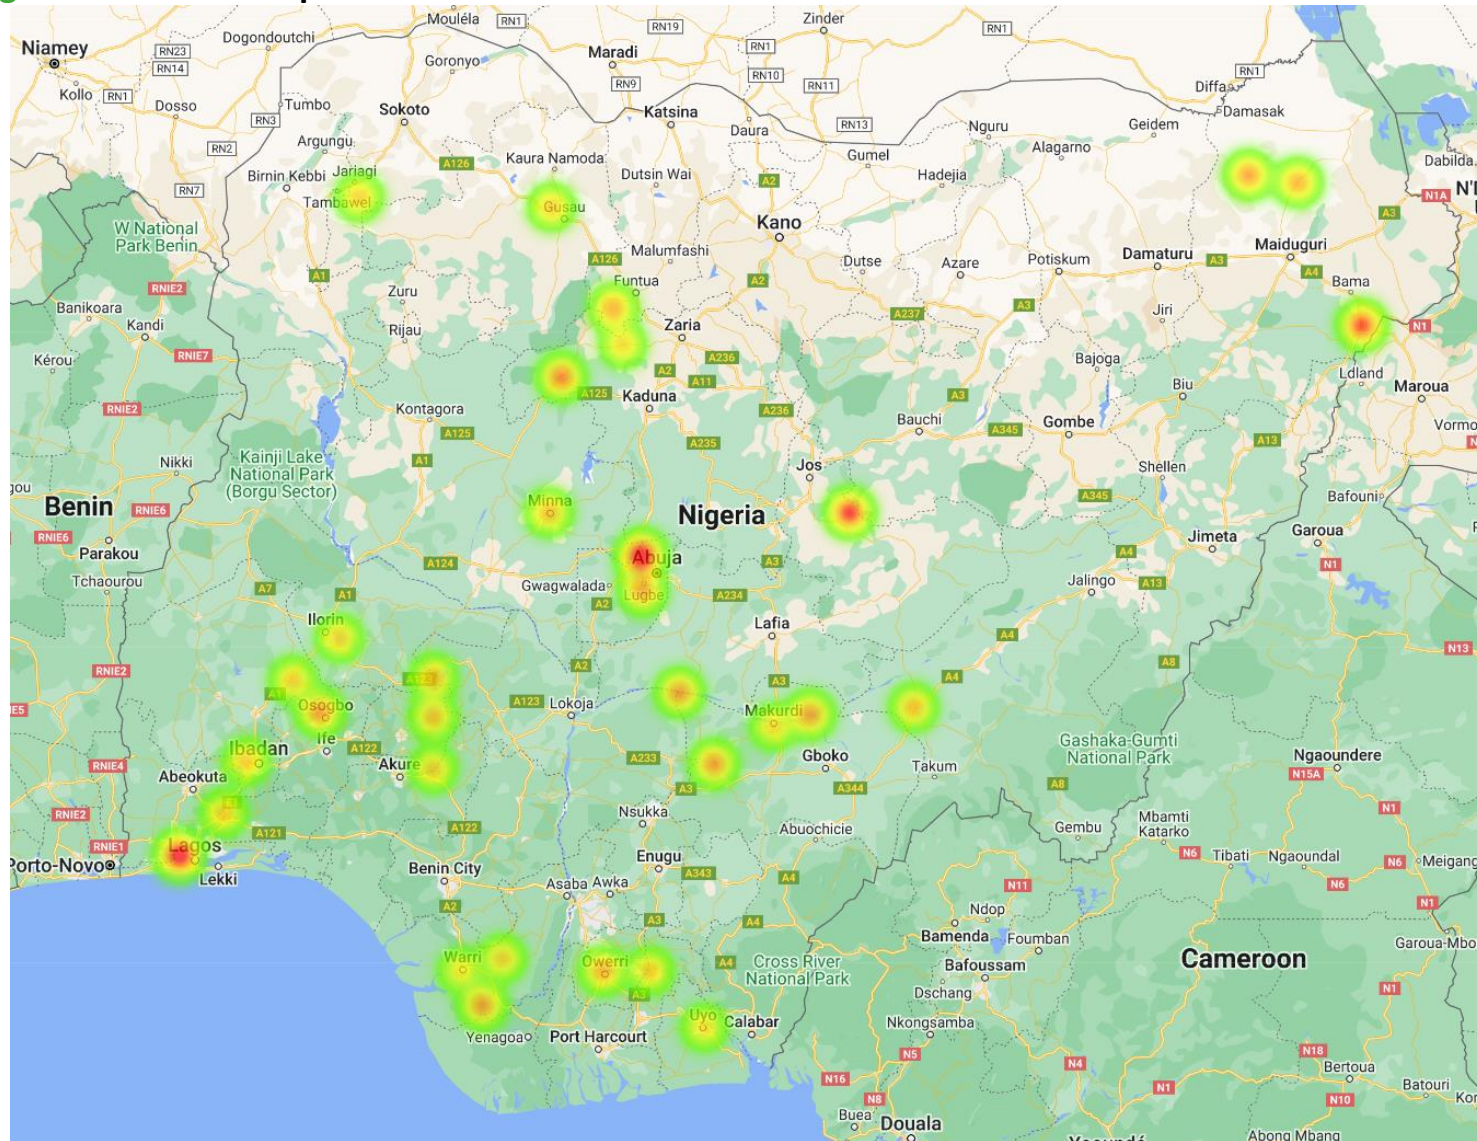 Mouléla
RN1
RN19
Zinder
RN1
Niamey
RN23
Dogondoutchi
RN14
Maradi
RN1
Goronyo
RN9
RN10
RN11
RN1
Kollo
RN1
Dosso
Tumbo
RN3
Sokoto
Katsina
Daura
RN13
Nguru
Geidem
Diffa
Damasak
RN2
Argungu
A126
Kaura Namoda
Gumel
Alagarno
Dabilda
Birnin Kebbi
Jariagi
Dutsin Wai
A2
Hadejia
RN7
Tambawel
Gusau
N1A
A3
W National
Park Benin
Kano
Malumfashi
A126
Dutse
Azare
Potiskum
Damaturu
A3
Maiduguri
A4
A1
Funtua
A2
Bama
RNIE2
Zuru
Banikoara
Kandi
Rijau
Zaria
A237
A3
Jiri
N1
Kérou
RNIE7
A236
A2
A11
Bajoga
Ldland
Maroua
A125
Kaduna
Biu
RNIE2
Kontagora
A236
A3
A125
A235
Bauchi
A345
Gombe
A13
Vormo
A1
Nikki
Kainji Lake
National Park
(Borgu Sector)
Jos
Shellen
Benin
RNIE6
Minna
Nigeria
A345
Bafouni
RNIE6
Parakou
Garoua
Jimeta
Tchaourou
A124
Abuja
A3
A4
N1
A7
A1
Gwagwalada
Lugbe
A2
A234
Jalingo
A13
Ilorin
Lafia
A4
RNIE2
A2
A8
N13
A123
A4
A1
Osogbo
A123
Lokoja
A3
Makurdi
Ibadan
Ife
A122
Gashaka-Gumti
National Park
RNIE4
Abeokuta
Akure
A233
Gboko
Takum
Ngaoundere
N15A
A3
A344
A8
RNIE2
E1
A121
A122
Nsukka
Abuochicie
Gembu
Mbamti
Katarko
N1
RNIE1
Lagos
Enugu
N6
Tibati
Ngaoundal
N6
Meigang
Porto-Novo
Lekki
Benin City
A343
A4
N11
N6
Asaba
Awka
A2
N1
A3
A4
Ndop
Bamenda
Foumban
Garoua-Mbo
Warri
Owerri
A4
Cross River
National Park
Bafoussam
Cameroon
Dschang
N1
A3
Uyo
Calabar
Nkongsamba
Yenagoa
Port Harcourt
N5
N4
N18
Bertoua
N16
N1
Batouri
N8
N10
Buea
Douala
Abong Mbang